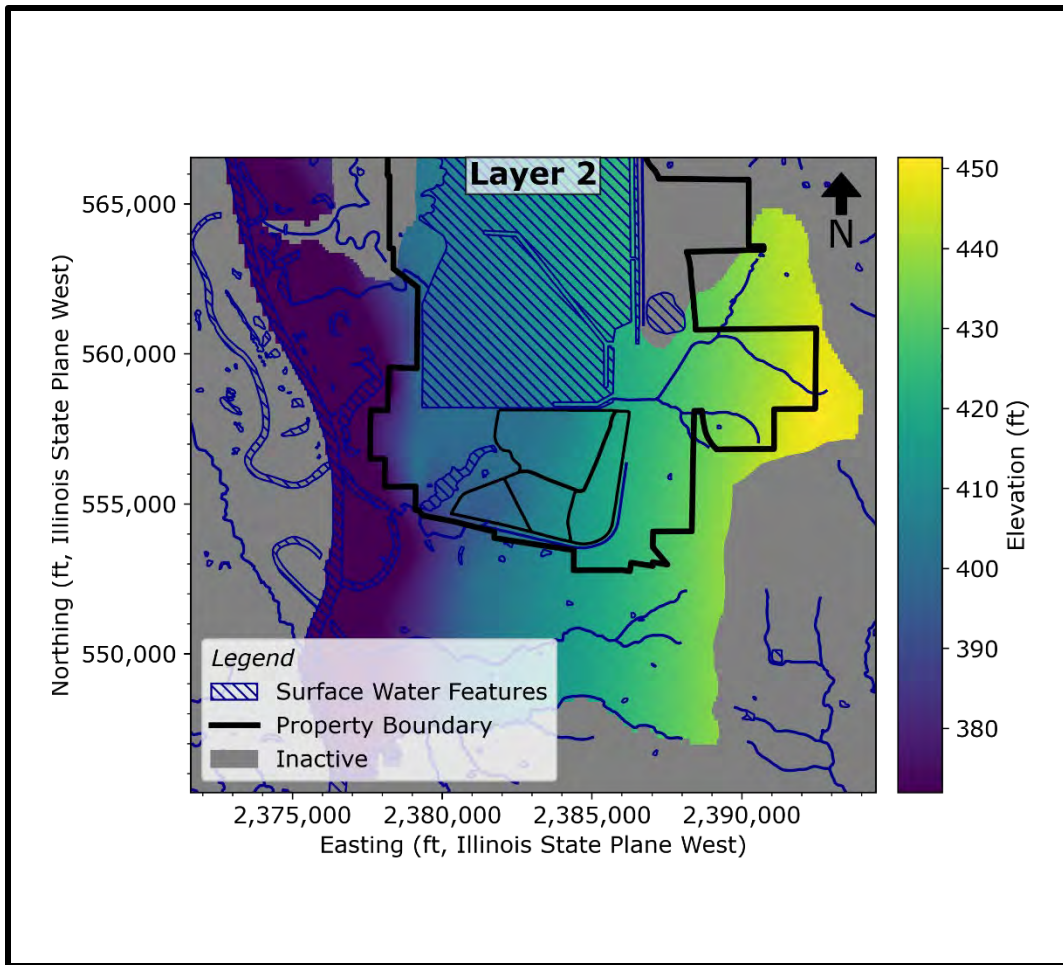 Layer 2
N
565,000
560,000
555,000
550,000
Northing (ft, Illinois State Plane West)
2,375,000
2,380,000
2,385,000
2,390,000
Easting (ft, Illinois State Plane West)
Legend
Surface Water Features
Property Boundary
Inactive
450
440
430
420
410
400
390
380
Elevation (ft)